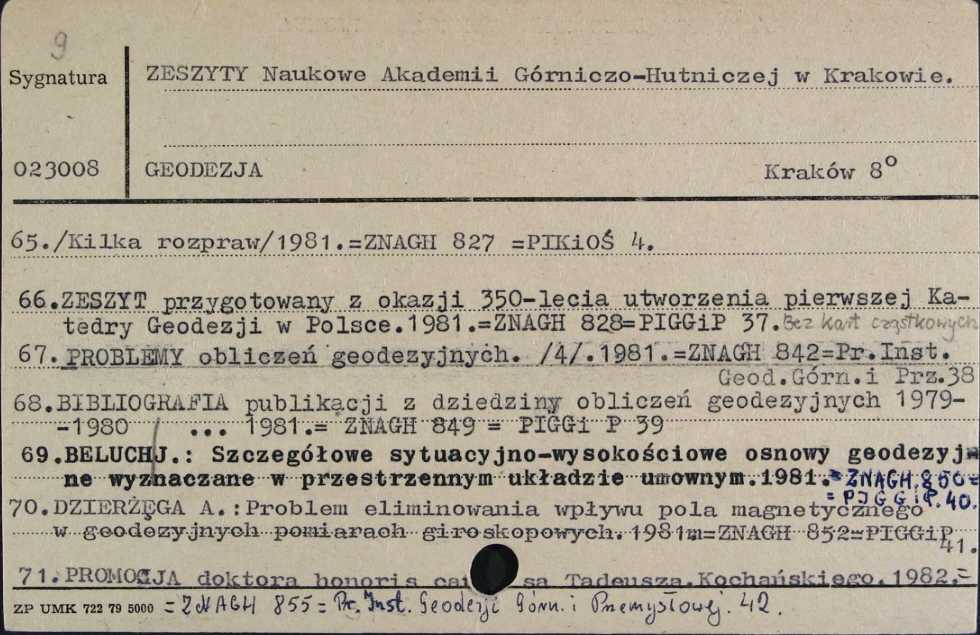 9
Sygnatura
ZESZYTY Naukowe Akademii Górniczo-Hutniczej w Krakowie.
023008
GEODEZJA Kraków 8°
65./Kilka rozpraw/1981.=ZNAGH 827 =PIKiOŚ 4.
66.ZESZYT przygotowany z okazji 350-lecia utworzenia pierwszej Ka-
tedry Geodezji w Polsce.1981.=ZNAGH 828=PIGGiP 37. Bez kart cząstkowych
67. PROBLEMY obliczeń geodezyjnych. /4/.1981.=ZNAGH 842=Pr.Inst.
Geod.Górn.i Prz.38
68.BIBLIOGRAFIA publikacji z dziedziny obliczeń geodezyjnych 1979-
-1980 / ... 1981.= ZNAGH 849 = PIGGi P 39
69.BELUCH J.: Szczegółowe sytuacyjno-wysokościowe osnowy geodezyj=
ne wyznaczane w przestrzennym układzie umownym.1981.=ZNAGH 850=
=PIGGiP. 40.
70.DZIERŻĘGA A.:Problem eliminowania wpływu pola magnetycznego
w geodezyjnych pomiarach giroskopowych. 1981m=ZNAGH 852=PIGGiP
41.
71.PROMOCJA doktora honoris causa Tadeusza Kochańskiego.1982.=
ZP UMK 722 79 5000 =ZNAGH 855= Pr. Inst. Geodezji Górn. i Przemysłowej. 42.